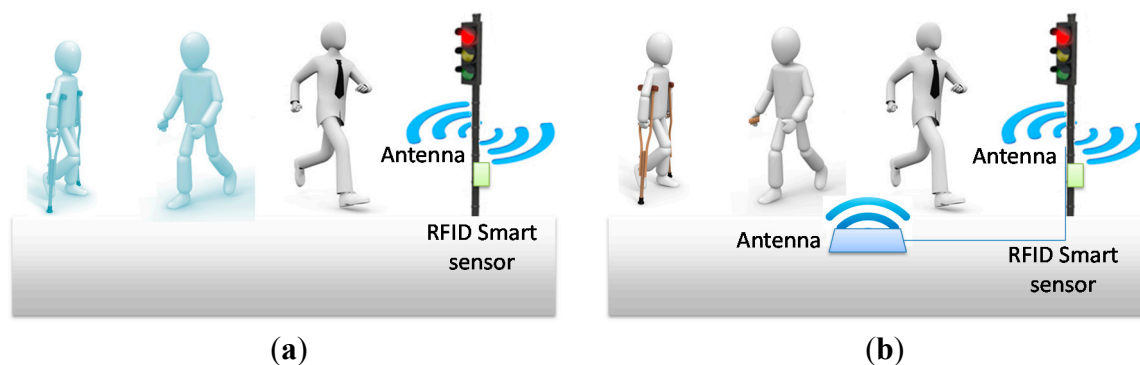 Antenna
RFID Smart
sensor
(a)
Antenna
Antenna
RFID Smart
sensor
(b)